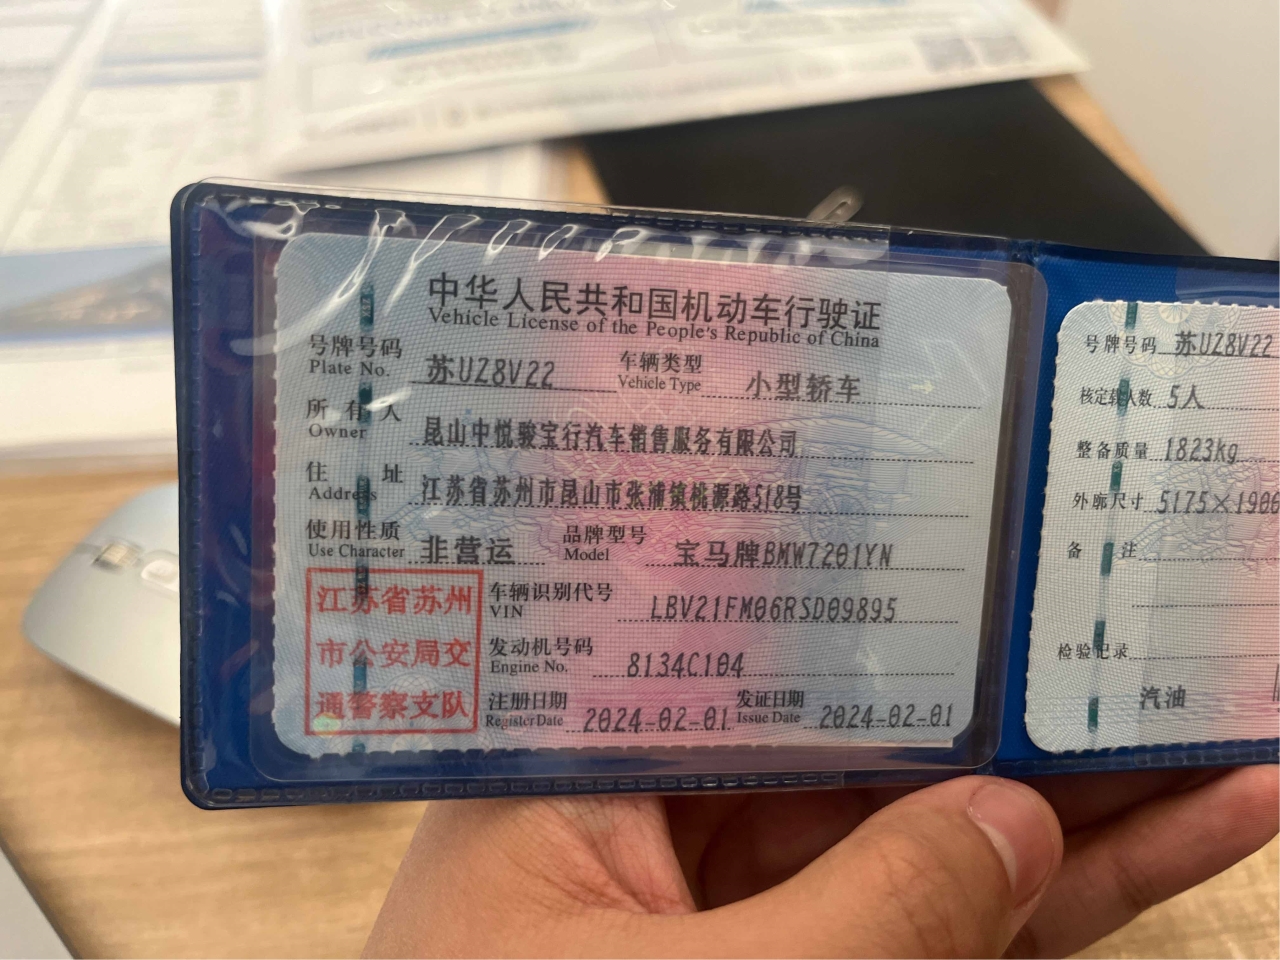 中华人民共和国机动车行驶证
Vehicle License of the People's Republic of China
号牌号码 苏UZ8V22 车辆类型 小型轿车
Plate No. Vehicle Type
所有人 昆山中悦骏宝行汽车销售服务有限公司
Owner
住址 江苏省苏州市昆山市张浦镇桃源路518号
Address
使用性质 非营运 品牌型号 宝马牌BMW7201YN
Use Character Model
江苏省苏州
市公安局交
通警察支队
车辆识别代号 LBV21FM06RSD09895
VIN
发动机号码 8134C104
Engine No.
注册日期 2024-02-01 发证日期 2024-02-01
Register Date Issue Date
号牌号码 苏UZ8V22
核定载人数 5人
整备质量 1823kg
外廓尺寸 5175×1900
备注
检验记录
汽油